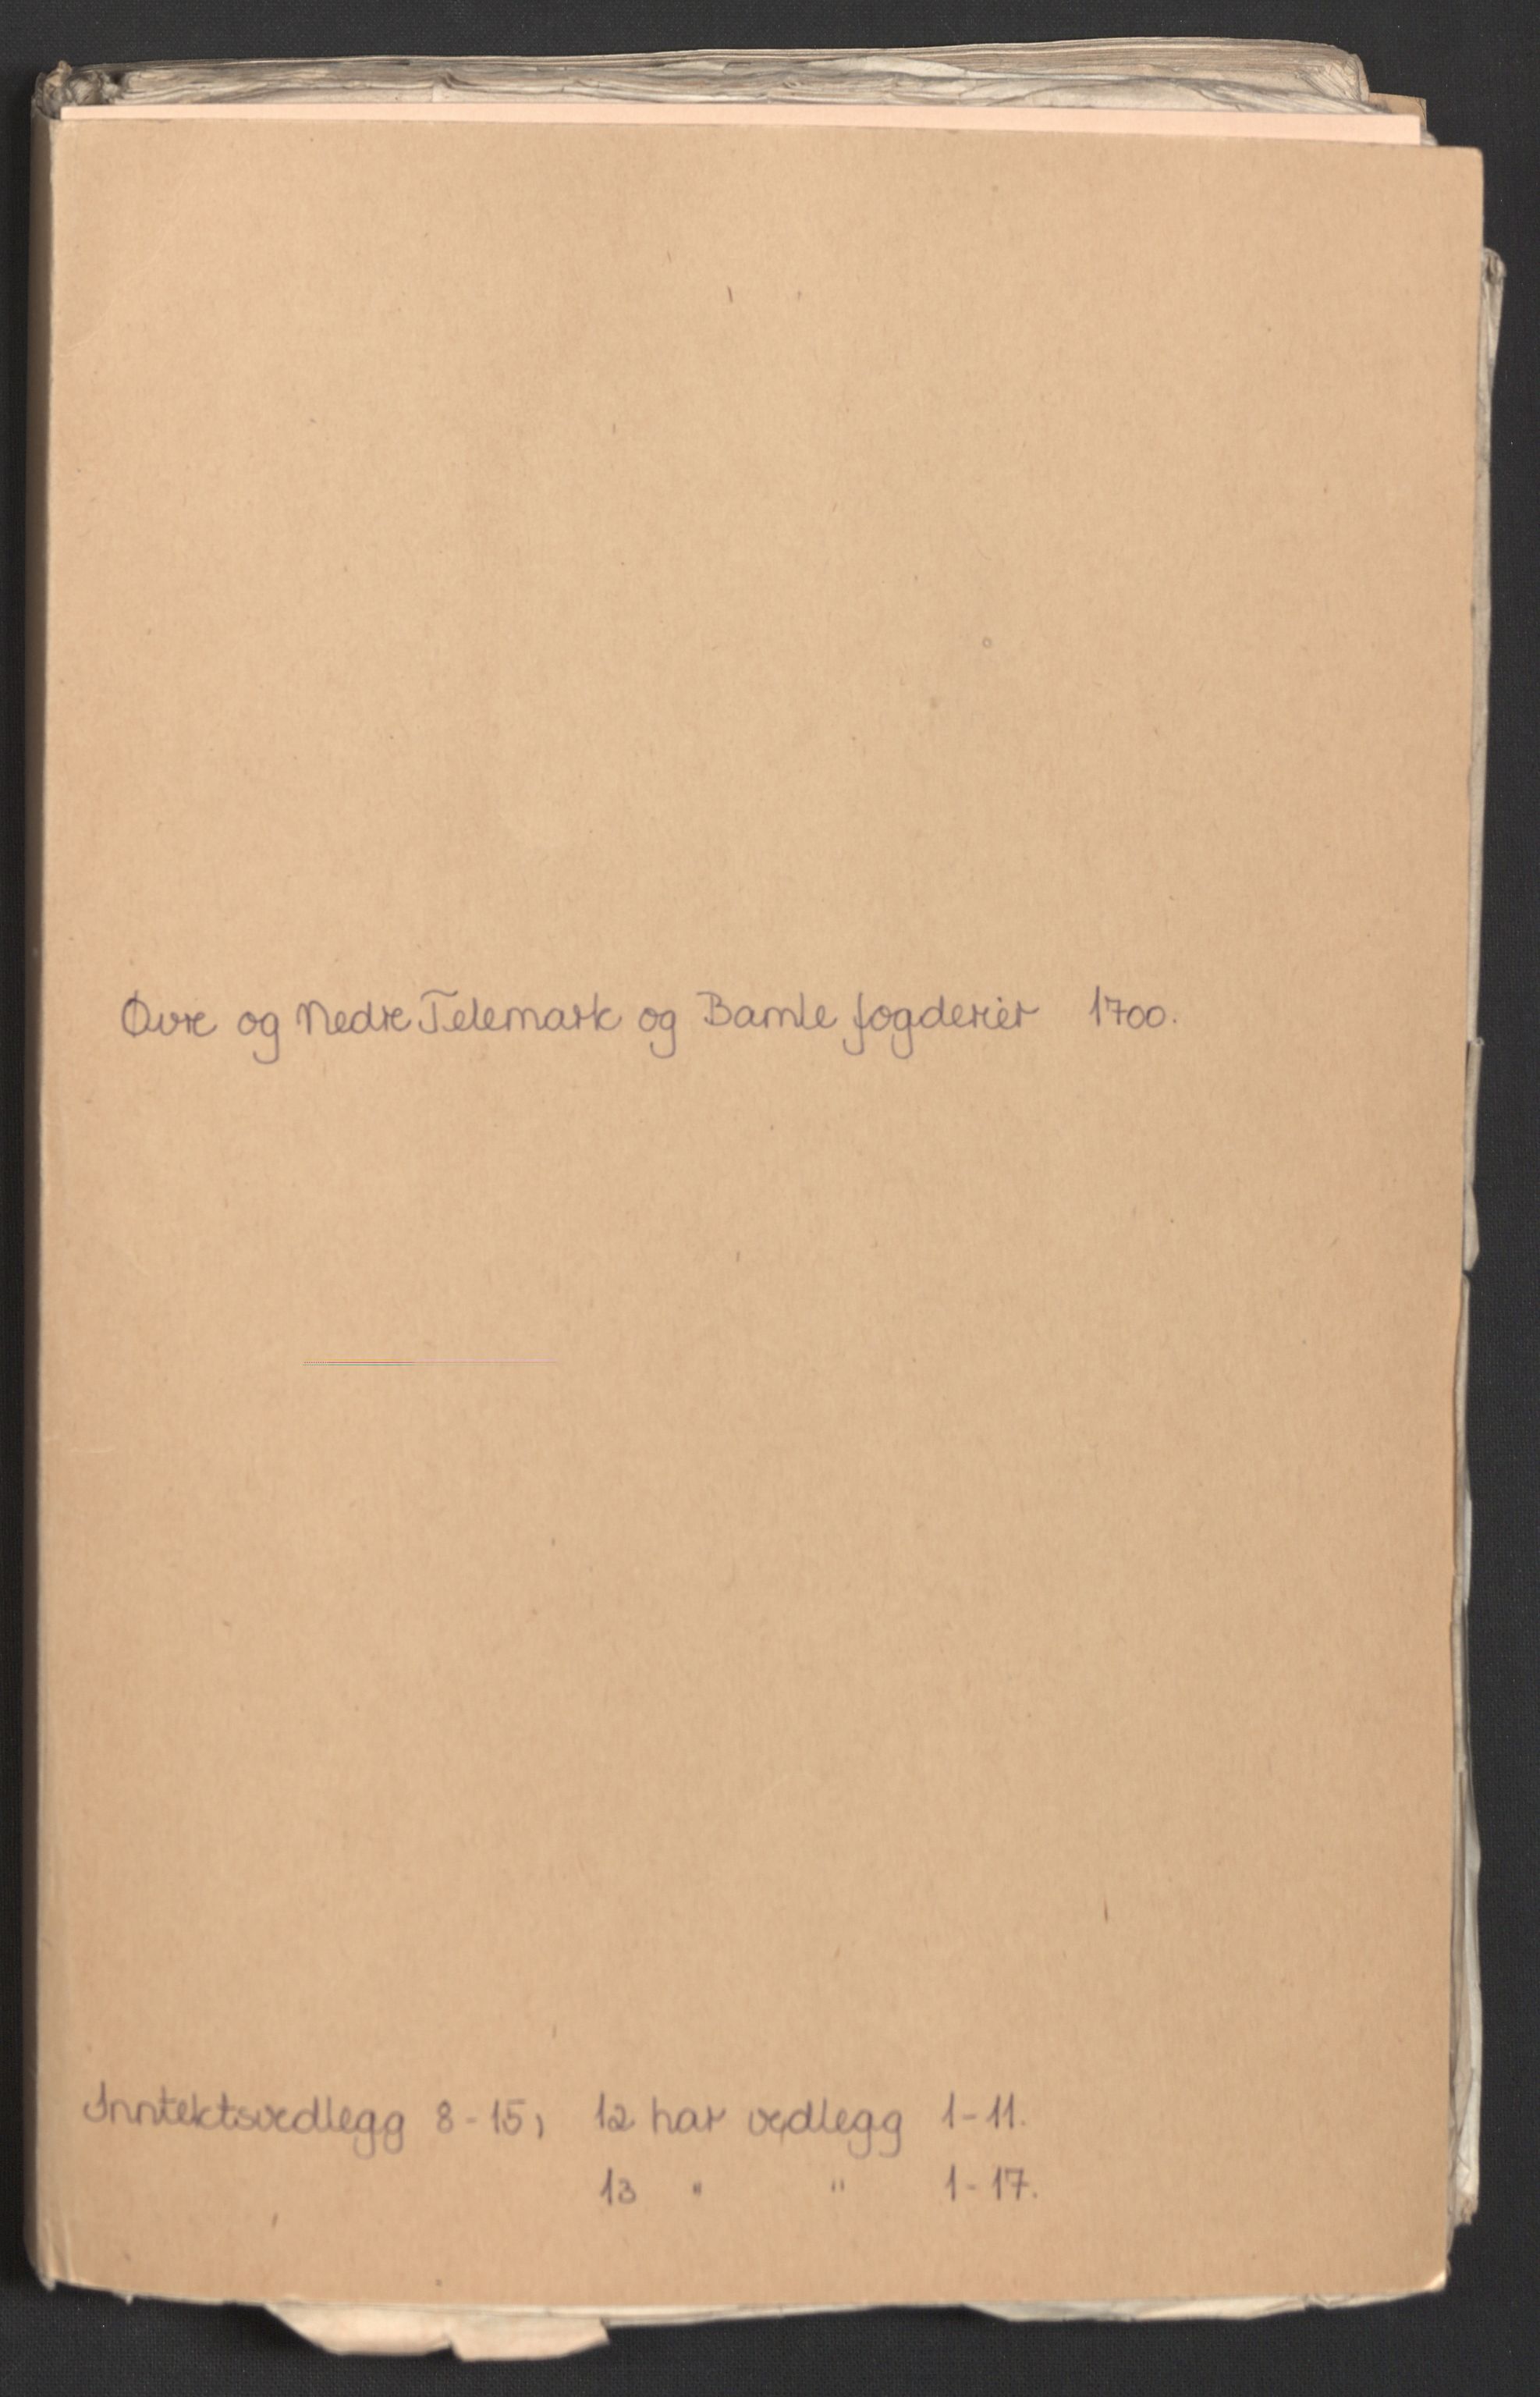 Øvre og Nedre Telemark og Bamle fogderier 1700.
Inntektsvedlegg 8-15, 12 har vedlegg 1-11.
13 " " 1-17.